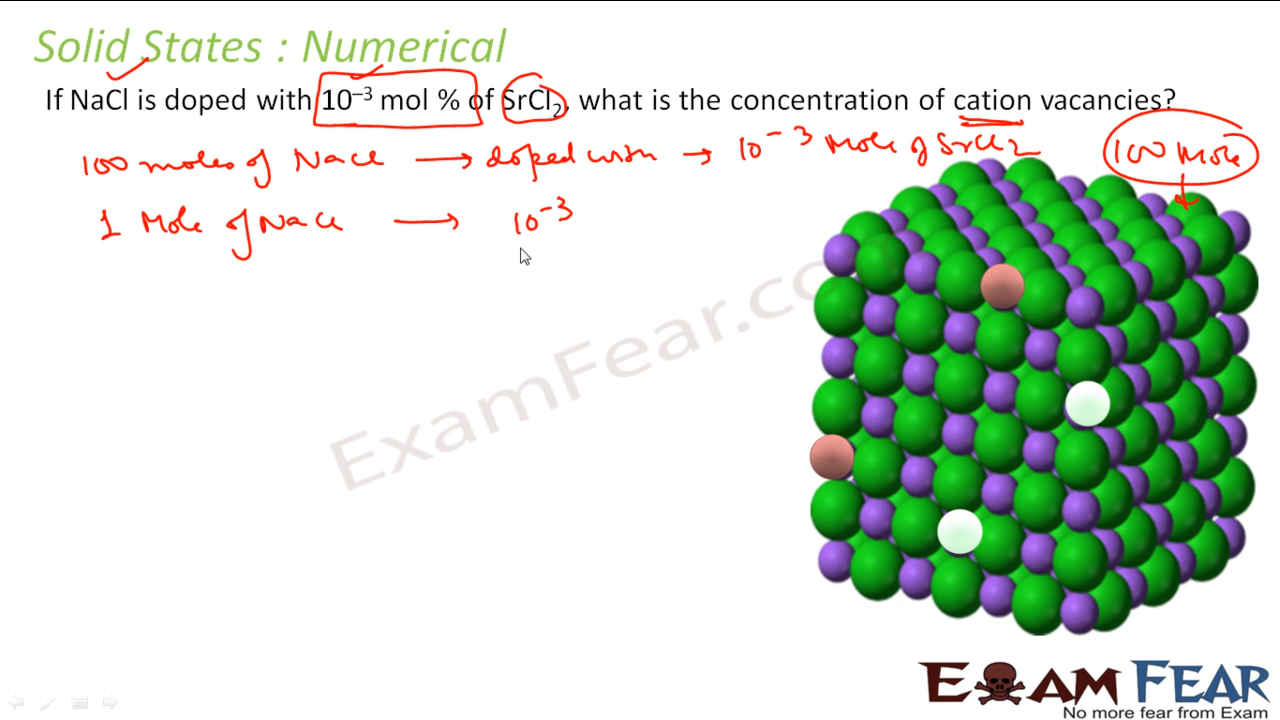 Solid States : Numerical
If NaCl is doped with 10⁻³ mol % of SrCl₂, what is the concentration of cation vacancies?
100 moles of NaCl → doped with → 10⁻³ Mole of SrCl2
100 Mole
1 Mole of NaCl → 10⁻³
ExamFear.co
EXAM FEAR
No more fear from Exam